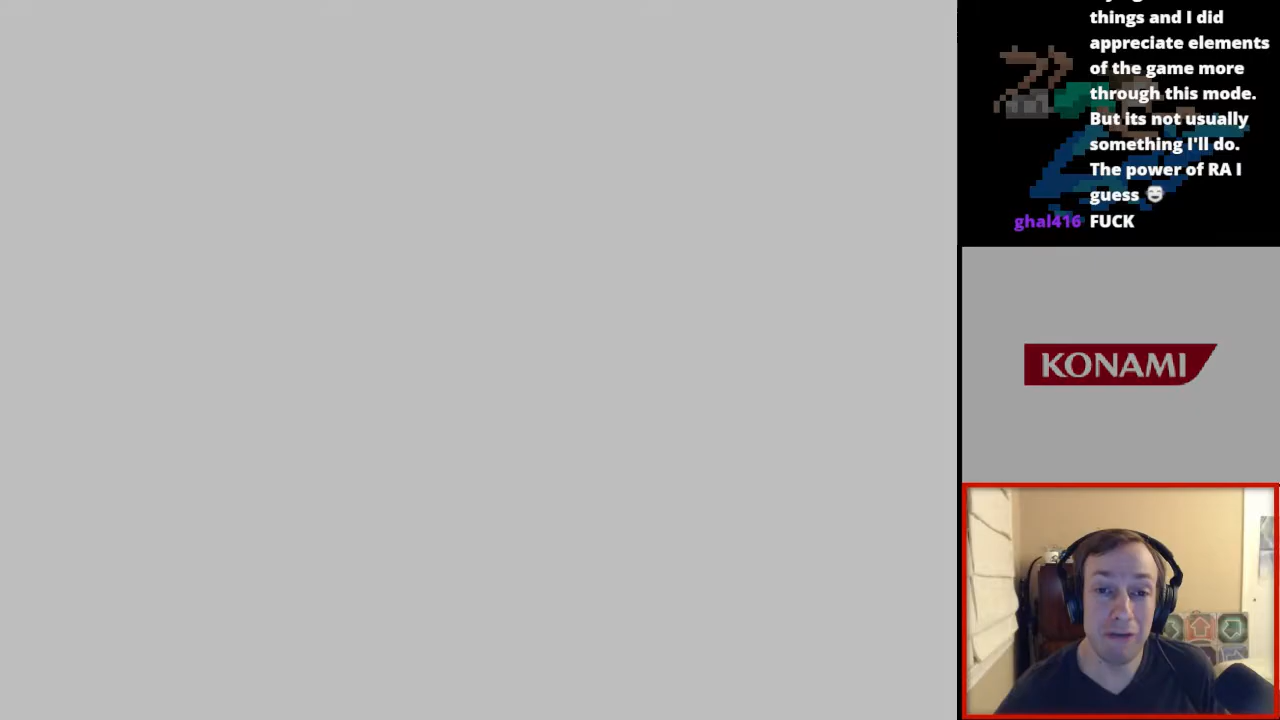 things and I did
appreciate elements
of the game more
through this mode.
But its not usually
something I'll do.
The power of RA I
guess
ghal416 FUCK
KONAMI